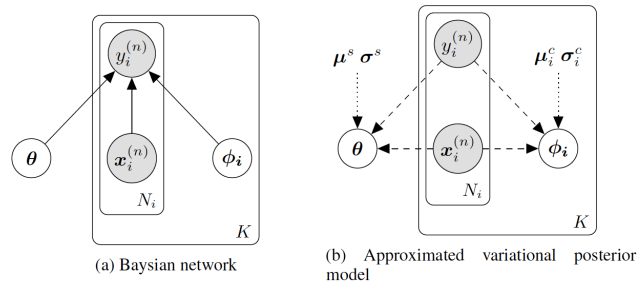 y_i^{(n)}
θ
x_i^{(n)}
ϕ_i
N_i
K
(a) Baysian network
μ^s σ^s
y_i^{(n)}
μ_i^c σ_i^c
θ
x_i^{(n)}
ϕ_i
N_i
K
(b) Approximated variational posterior
model